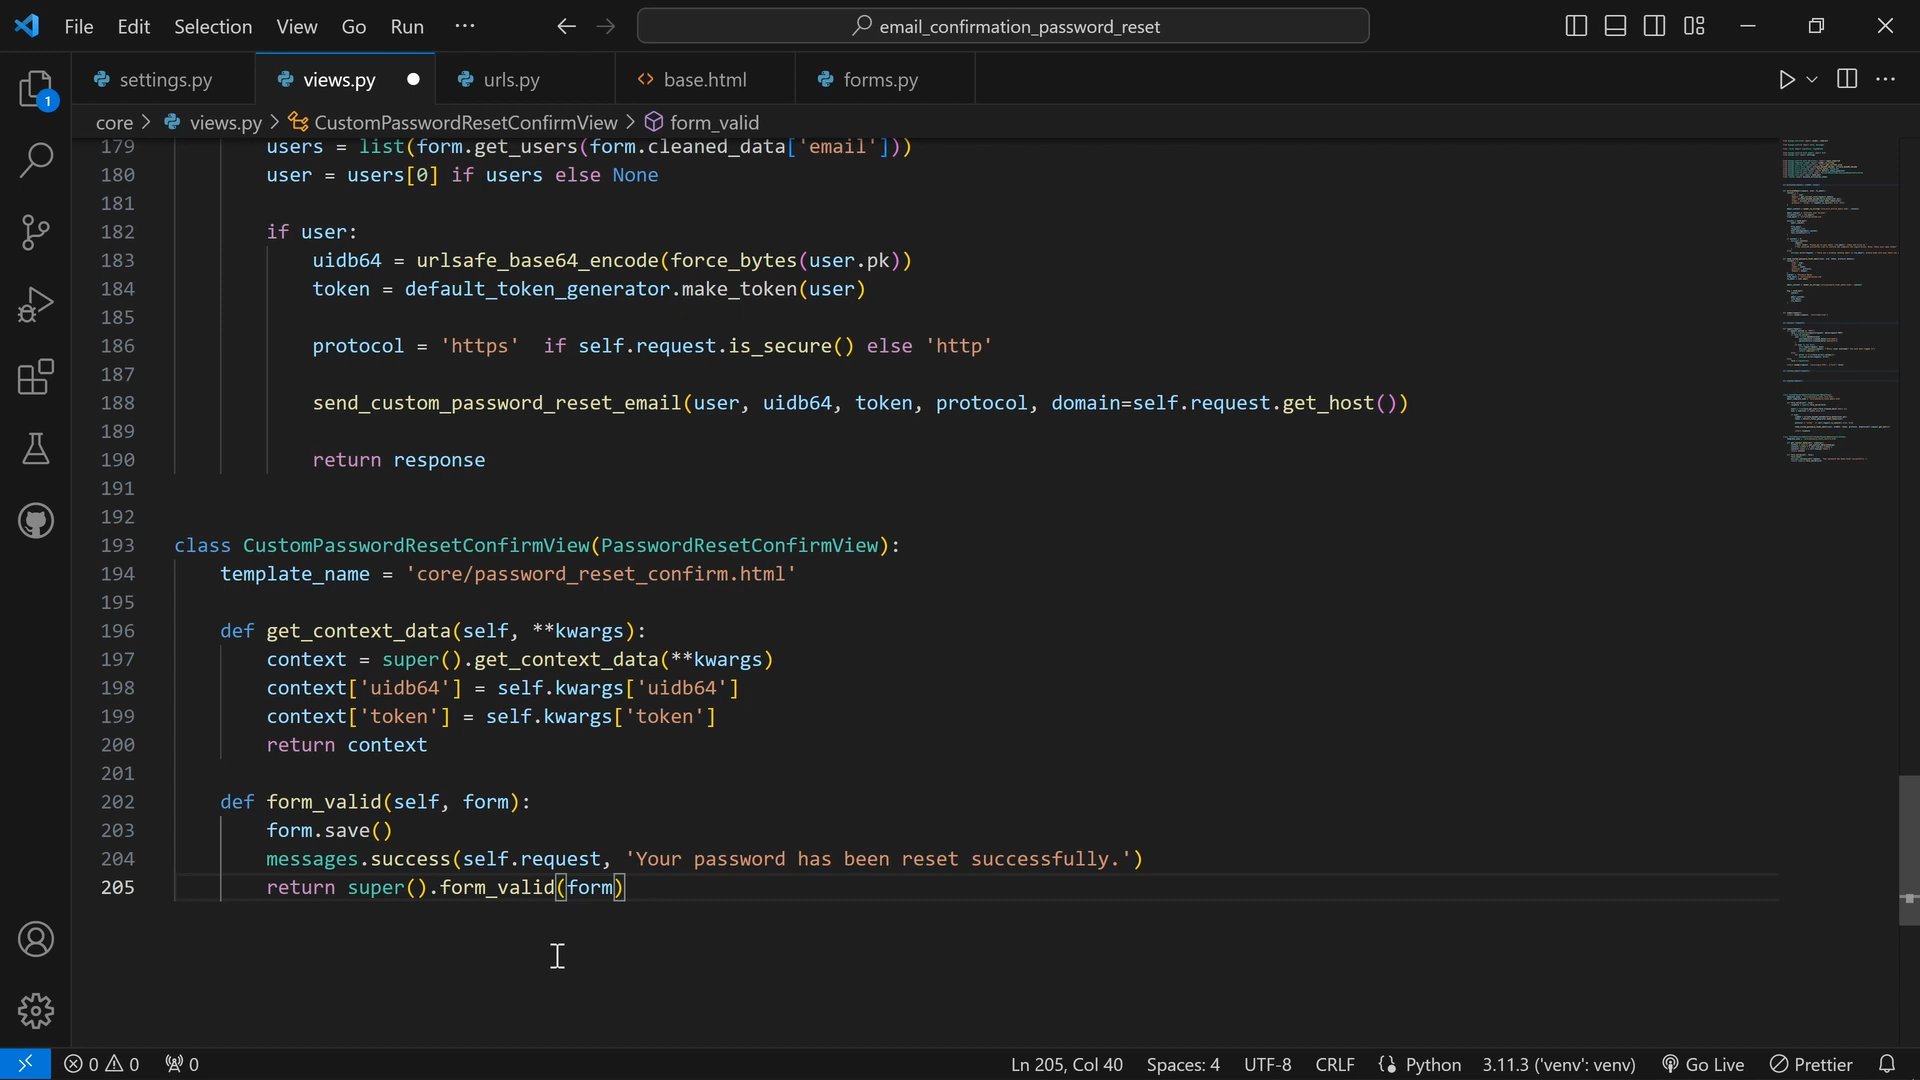 File Edit Selection View Go Run ··· email_confirmation_password_reset
1
settings.py views.py urls.py base.html forms.py
core > views.py > CustomPasswordResetConfirmView > form_valid
179 users = list(form.get_users(form.cleaned_data['email']))
180 user = users[0] if users else None
181
182 if user:
183 uidb64 = urlsafe_base64_encode(force_bytes(user.pk))
184 token = default_token_generator.make_token(user)
185
186 protocol = 'https'  if self.request.is_secure() else 'http'
187
188 send_custom_password_reset_email(user, uidb64, token, protocol, domain=self.request.get_host())
189
190 return response
191
192
193 class CustomPasswordResetConfirmView(PasswordResetConfirmView):
194 template_name = 'core/password_reset_confirm.html'
195
196 def get_context_data(self, **kwargs):
197 context = super().get_context_data(**kwargs)
198 context['uidb64'] = self.kwargs['uidb64']
199 context['token'] = self.kwargs['token']
200 return context
201
202 def form_valid(self, form):
203 form.save()
204 messages.success(self.request, 'Your password has been reset successfully.')
205 return super().form_valid(form)
0 0 0 Ln 205, Col 40 Spaces: 4 UTF-8 CRLF Python 3.11.3 ('venv': venv) Go Live Prettier